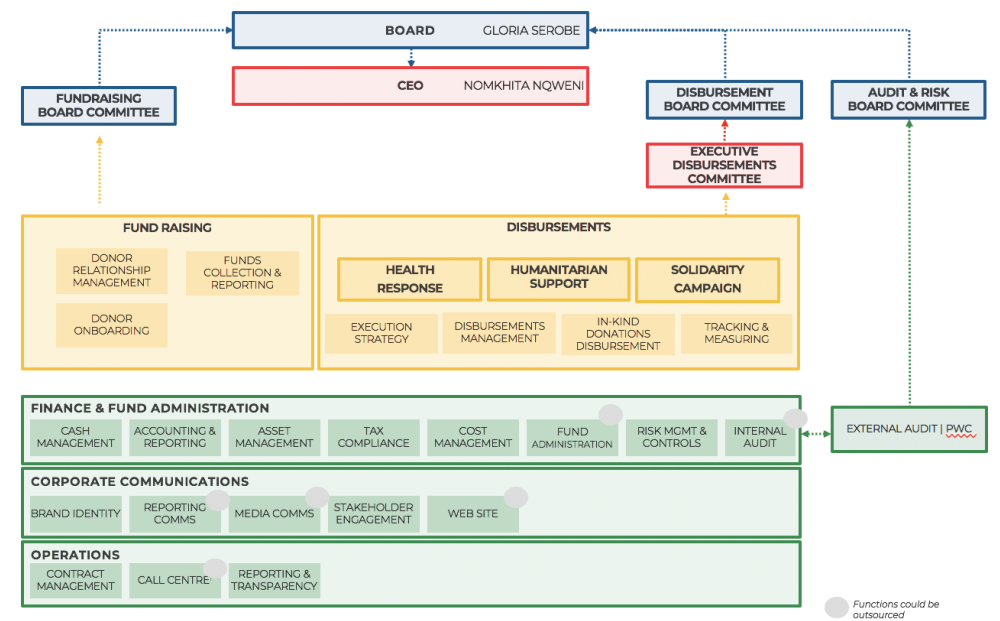 BOARD GLORIA SEROBE
CEO NOMKHITA NQWENI
FUNDRAISING
BOARD COMMITTEE
DISBURSEMENT
BOARD COMMITTEE
AUDIT & RISK
BOARD COMMITTEE
EXECUTIVE
DISBURSEMENTS
COMMITTEE
FUND RAISING
DONOR
RELATIONSHIP
MANAGEMENT
FUNDS
COLLECTION &
REPORTING
DONOR
ONBOARDING
DISBURSEMENTS
HEALTH
RESPONSE
HUMANITARIAN
SUPPORT
SOLIDARITY
CAMPAIGN
EXECUTION
STRATEGY
DISBURSEMENTS
MANAGEMENT
IN-KIND
DONATIONS
DISBURSEMENT
TRACKING &
MEASURING
FINANCE & FUND ADMINISTRATION
CASH
MANAGEMENT
ACCOUNTING &
REPORTING
ASSET
MANAGEMENT
TAX
COMPLIANCE
COST
MANAGEMENT
FUND
ADMINISTRATION
RISK MGMT &
CONTROLS
INTERNAL
AUDIT
EXTERNAL AUDIT | PWC
CORPORATE COMMUNICATIONS
BRAND IDENTITY
REPORTING
COMMS
MEDIA COMMS
STAKEHOLDER
ENGAGEMENT
WEB SITE
OPERATIONS
CONTRACT
MANAGEMENT
CALL CENTRE
REPORTING &
TRANSPARENCY
Functions could be
outsourced